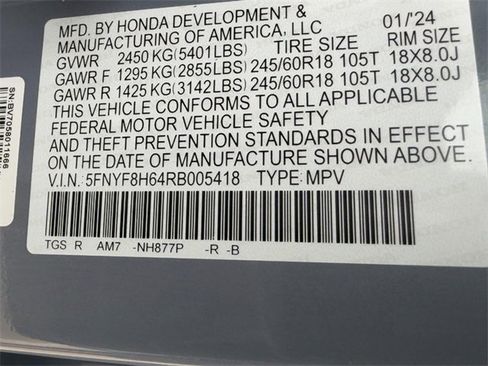 MFD. BY HONDA DEVELOPMENT & 01/'24
MANUFACTURING OF AMERICA, LLC
GVWR 2450 KG(5401LBS) TIRE SIZE RIM SIZE
GAWR F 1295 KG(2855LBS) 245/60R18 105T 18X8.0J
GAWR R 1425 KG(3142LBS) 245/60R18 105T 18X8.0J
THIS VEHICLE CONFORMS TO ALL APPLICABLE
FEDERAL MOTOR VEHICLE SAFETY
AND THEFT PREVENTION STANDARDS IN EFFECT
ON THE DATE OF MANUFACTURE SHOWN ABOVE.
V.I.N. 5FNYF8H64RB005418 TYPE: MPV
TGS R AM7 -NH877P -R -B
SN:BV7058011666